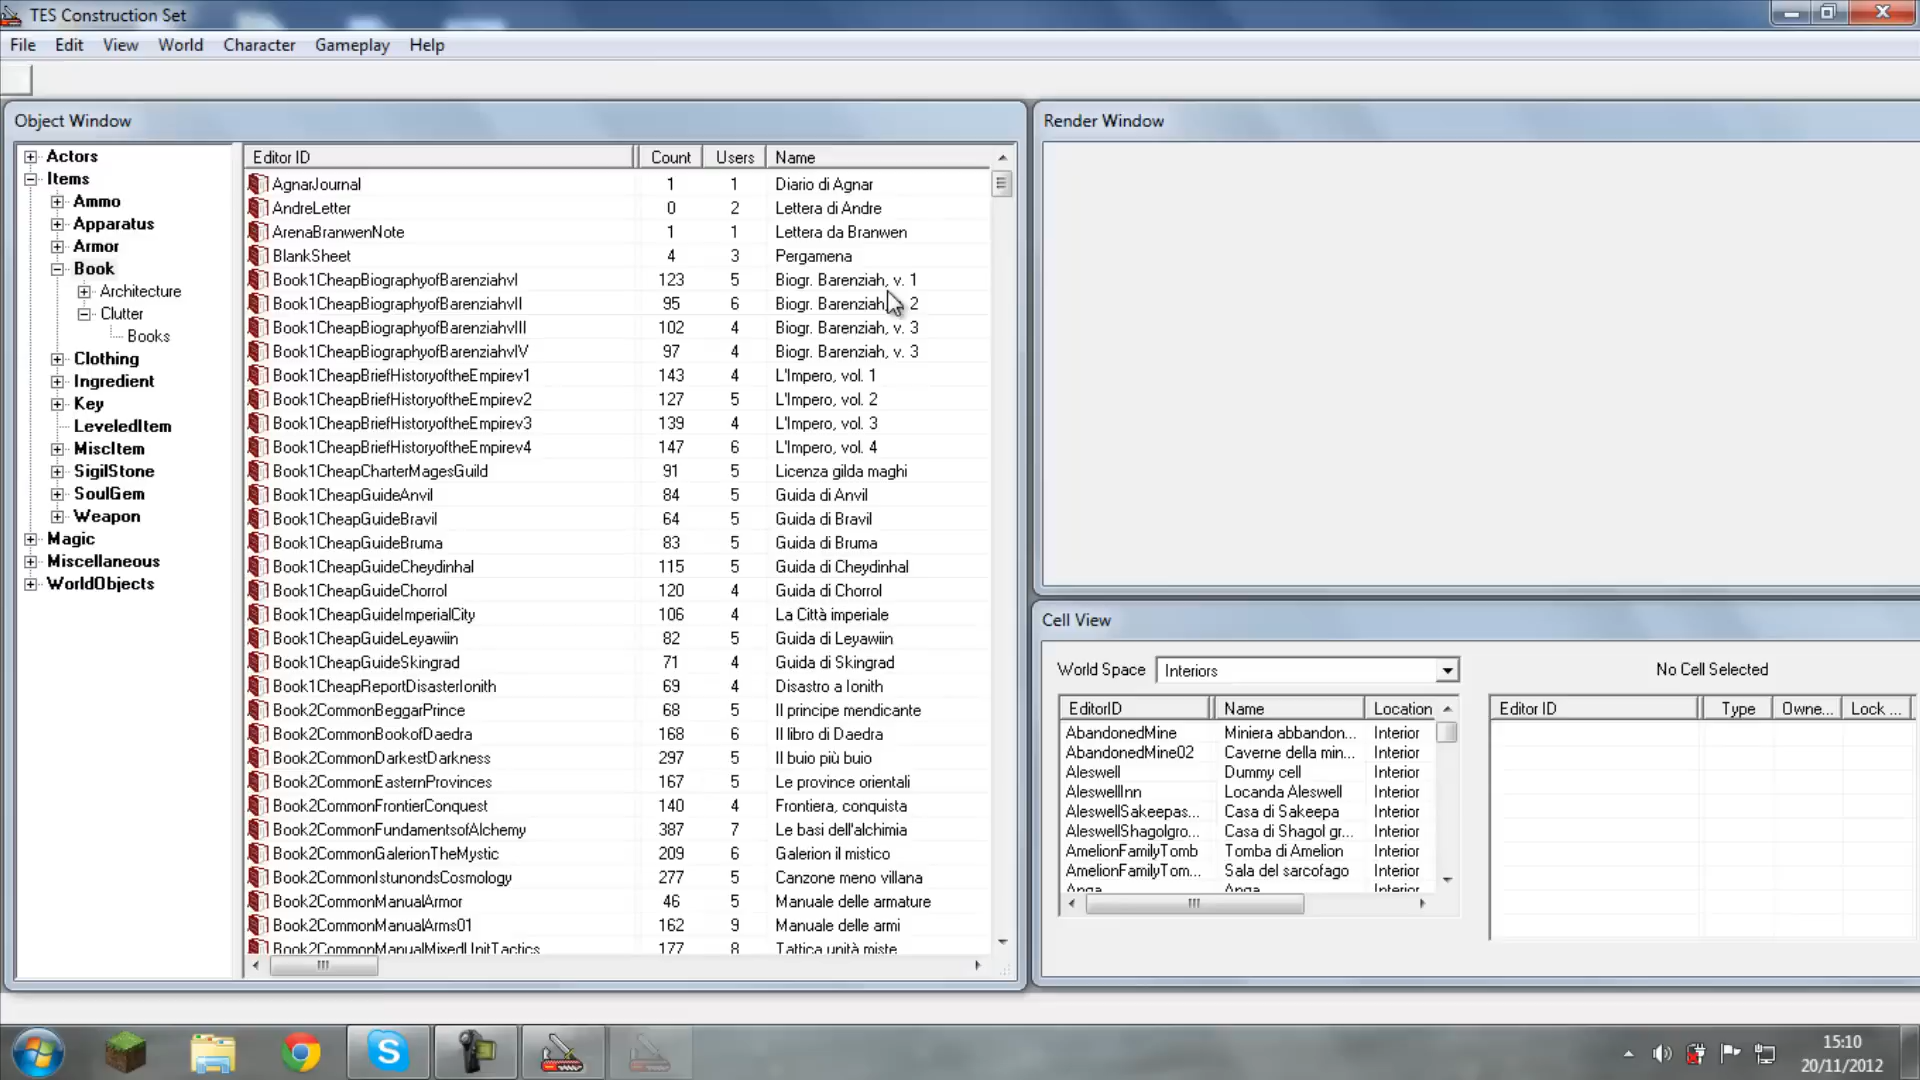 TES Construction Set
File Edit View World Character Gameplay Help
Object Window
Actors
Items
Ammo
Apparatus
Armor
Book
Architecture
Clutter
Books
Clothing
Ingredient
Key
LeveledItem
MiscItem
SigilStone
SoulGem
Weapon
Magic
Miscellaneous
WorldObjects
Editor ID Count Users Name
AgnarJournal 1 1 Diario di Agnar
AndreLetter 0 2 Lettera di Andre
ArenaBranwenNote 1 1 Lettera da Branwen
BlankSheet 4 3 Pergamena
Book1CheapBiographyofBarenziahvI 123 5 Biogr. Barenziah, v. 1
Book1CheapBiographyofBarenziahvII 95 6 Biogr. Barenziah, 2
Book1CheapBiographyofBarenziahvIII 102 4 Biogr. Barenziah, v. 3
Book1CheapBiographyofBarenziahvIV 97 4 Biogr. Barenziah, v. 3
Book1CheapBriefHistoryoftheEmpirev1 143 4 L'Impero, vol. 1
Book1CheapBriefHistoryoftheEmpirev2 127 5 L'Impero, vol. 2
Book1CheapBriefHistoryoftheEmpirev3 139 4 L'Impero, vol. 3
Book1CheapBriefHistoryoftheEmpirev4 147 6 L'Impero, vol. 4
Book1CheapCharterMagesGuild 91 5 Licenza gilda maghi
Book1CheapGuideAnvil 84 5 Guida di Anvil
Book1CheapGuideBravil 64 5 Guida di Bravil
Book1CheapGuideBruma 83 5 Guida di Bruma
Book1CheapGuideCheydinhal 115 5 Guida di Cheydinhal
Book1CheapGuideChorrol 120 4 Guida di Chorrol
Book1CheapGuideImperialCity 106 4 La Città imperiale
Book1CheapGuideLeyawiin 82 5 Guida di Leyawiin
Book1CheapGuideSkingrad 71 4 Guida di Skingrad
Book1CheapReportDisasterIonith 69 4 Disastro a Ionith
Book2CommonBeggarPrince 68 5 Il principe mendicante
Book2CommonBookofDaedra 168 6 Il libro di Daedra
Book2CommonDarkestDarkness 297 5 Il buio più buio
Book2CommonEasternProvinces 167 5 Le province orientali
Book2CommonFrontierConquest 140 4 Frontiera, conquista
Book2CommonFundamentsofAlchemy 387 7 Le basi dell'alchimia
Book2CommonGalerionTheMystic 209 6 Galerion il mistico
Book2CommonIstunondsCosmology 277 5 Canzone meno villana
Book2CommonManualArmor 46 5 Manuale delle armature
Book2CommonManualArms01 162 9 Manuale delle armi
Book2CommonManualMixedUnitTactics 177 8 Tattica unità miste
Render Window
Cell View
World Space Interiors No Cell Selected
EditorID Name Location
AbandonedMine Miniera abbandon... Interior
AbandonedMine02 Caverne della min... Interior
Aleswell Dummy cell Interior
AleswellInn Locanda Aleswell Interior
AleswellSakeepas... Casa di Sakeepa Interior
AleswellShagolgro... Casa di Shagol gr... Interior
AmelionFamilyTomb Tomba di Amelion Interior
AmelionFamilyTom... Sala del sarcofago Interior
Anga Anga Interior
Editor ID Type Owne... Lock ...
15:10
20/11/2012